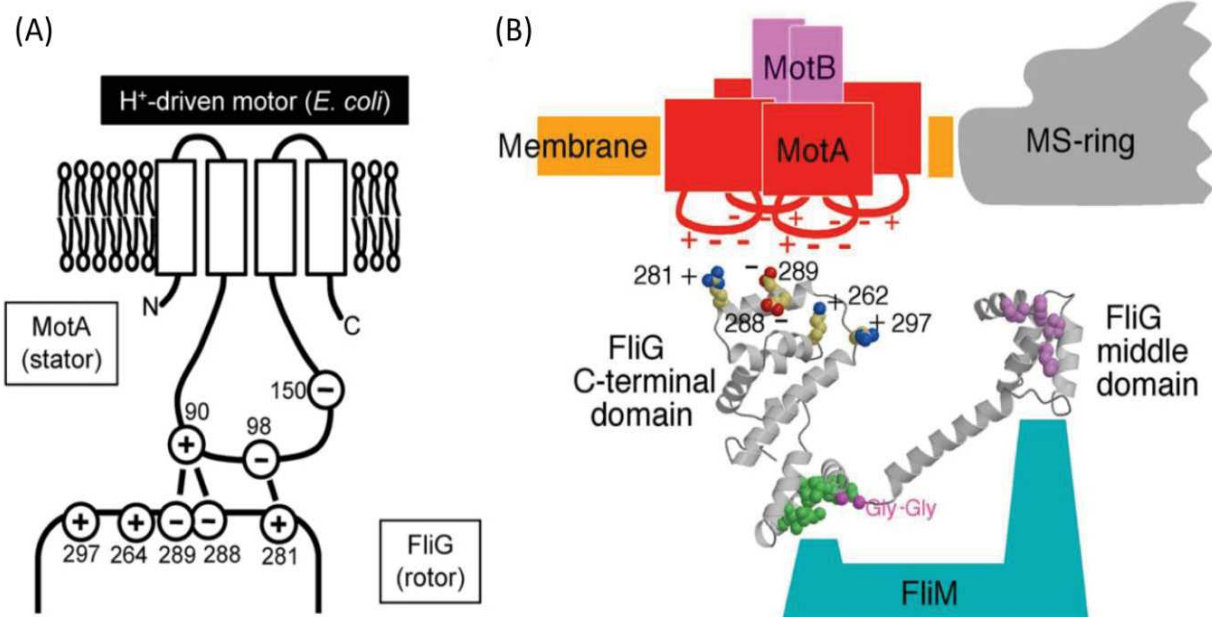 (A)
H⁺-driven motor (E. coli)
N
C
MotA
(stator)
150
−
90
98
+
−
+
+
−
−
+
297
264
289
288
281
FliG
(rotor)
(B)
MotB
Membrane
MotA
MS-ring
- - + - - +
+ - - + - -
281 +
- 289
288 -
+ 262
+ 297
FliG
C-terminal
domain
FliG
middle
domain
Gly-Gly
FliM